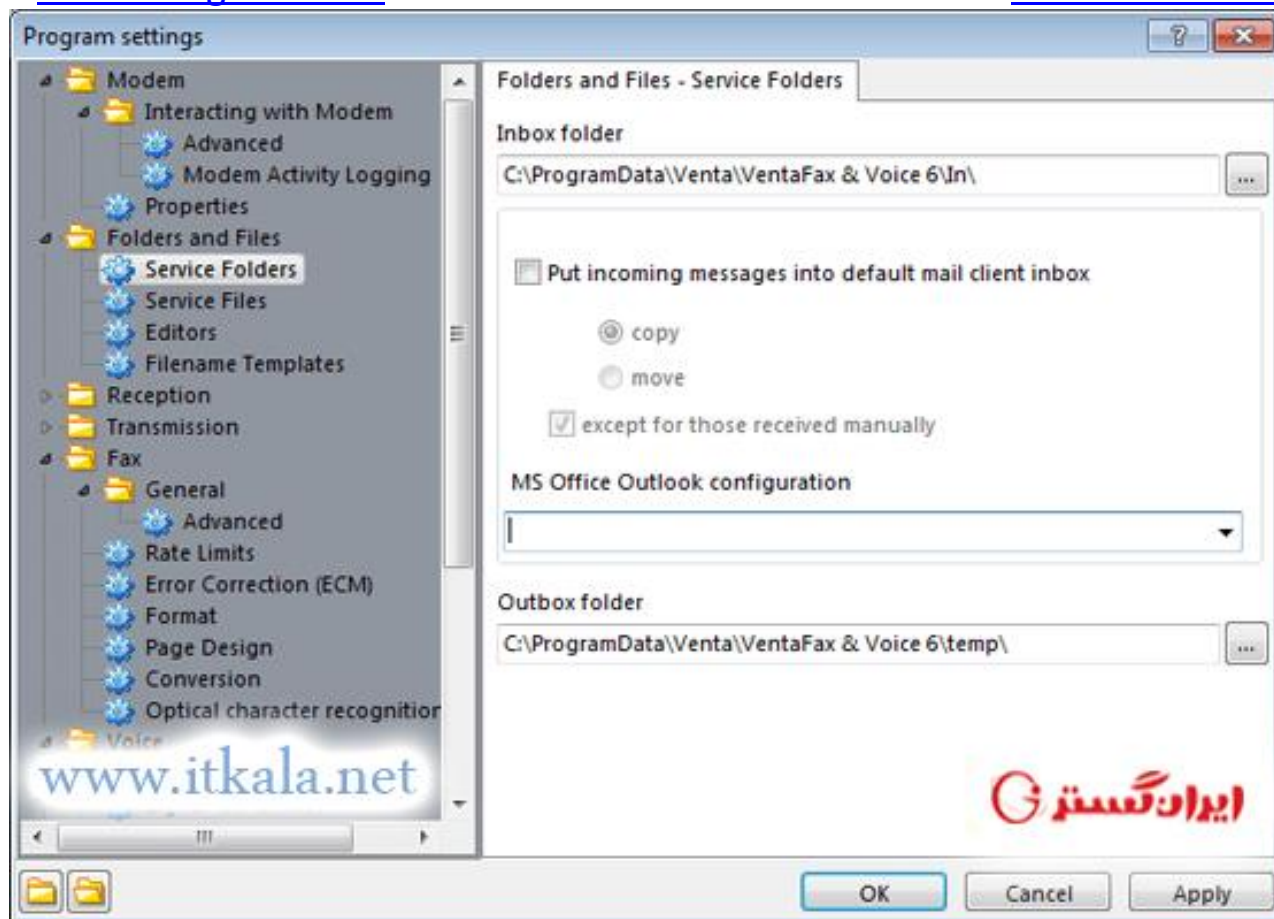 Program settings
Modem
Interacting with Modem
Advanced
Modem Activity Logging
Properties
Folders and Files
Service Folders
Service Files
Editors
Filename Templates
Reception
Transmission
Fax
General
Advanced
Rate Limits
Error Correction (ECM)
Format
Page Design
Conversion
Optical character recognition
Voice
www.itkala.net
Folders and Files - Service Folders
Inbox folder
C:\ProgramData\Venta\VentaFax & Voice 6\In\
...
Put incoming messages into default mail client inbox
copy
move
except for those received manually
MS Office Outlook configuration
Outbox folder
C:\ProgramData\Venta\VentaFax & Voice 6\temp\
...
ایران گستر
OK
Cancel
Apply